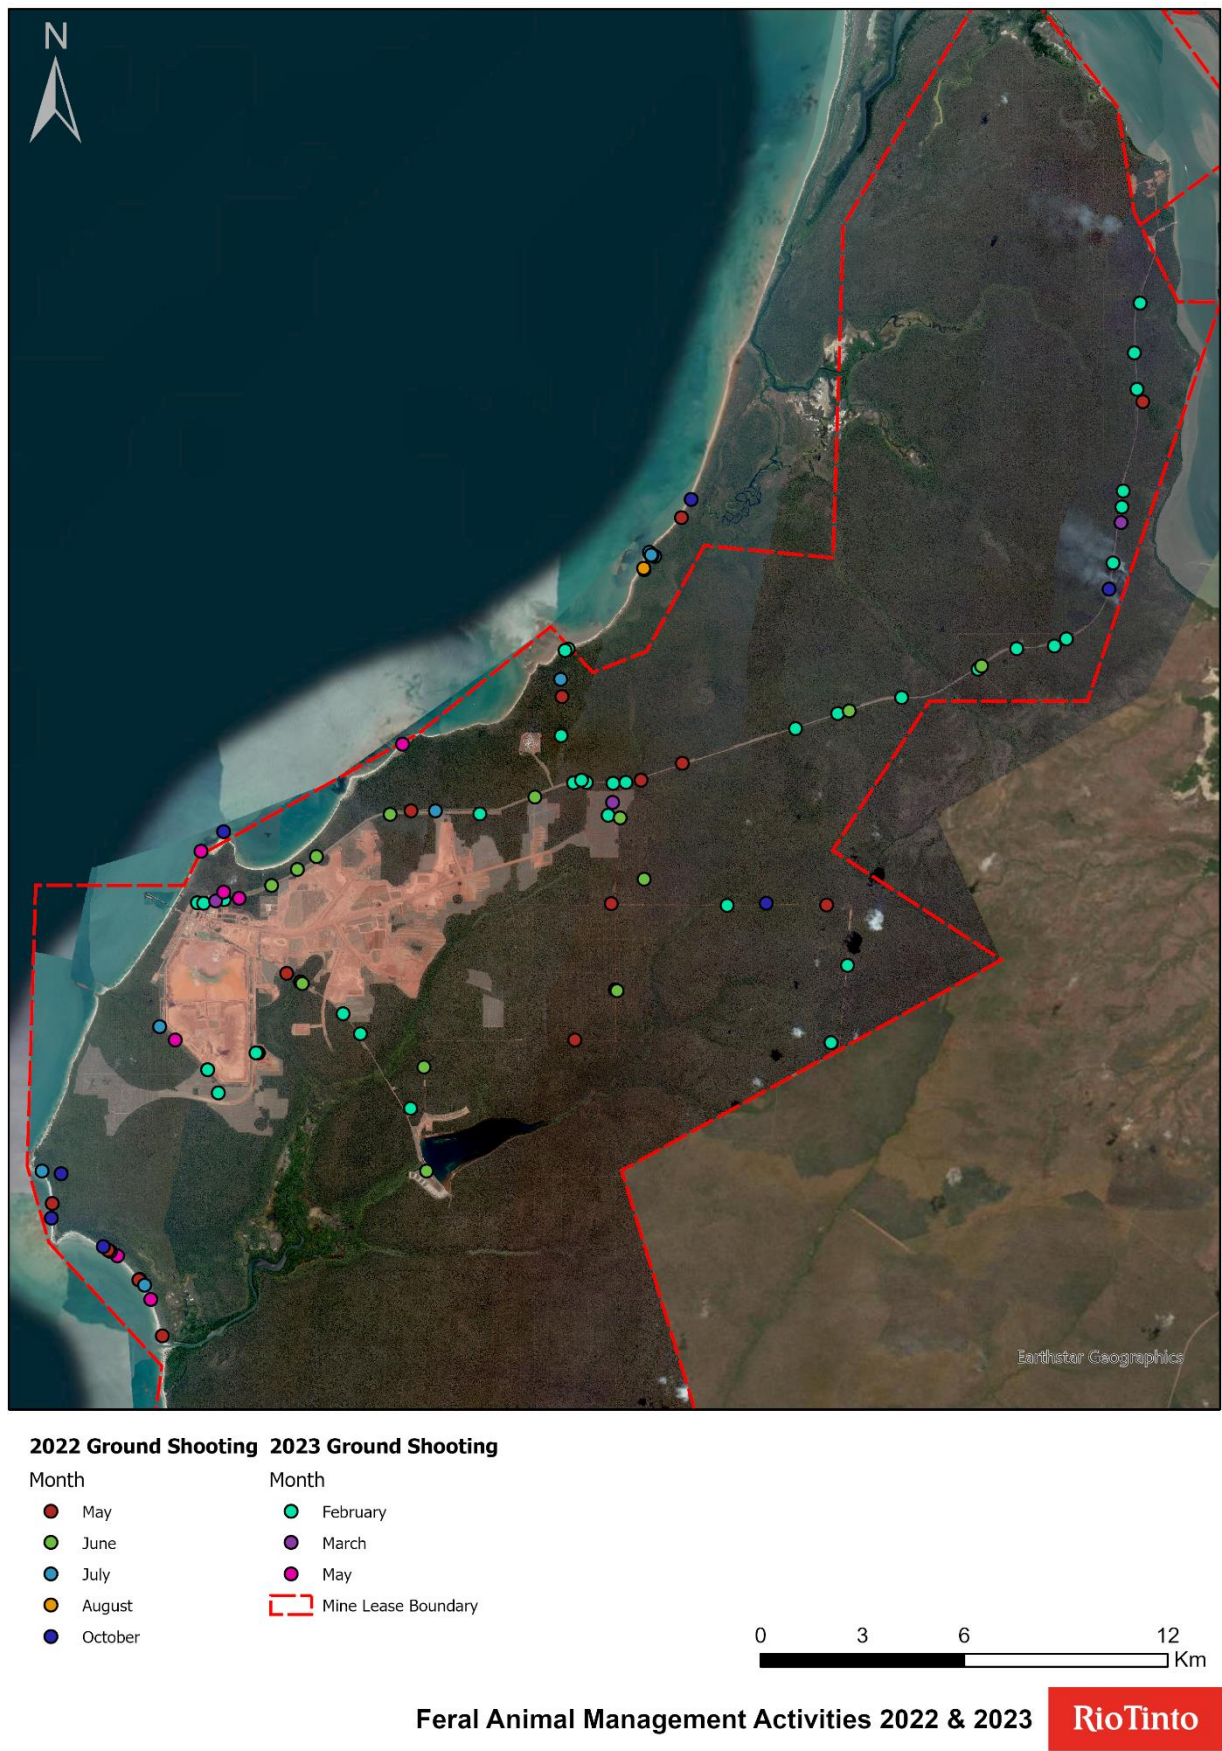 N
Earthstar Geographics
2022 Ground Shooting 2023 Ground Shooting
Month Month
May February
June March
July May
August Mine Lease Boundary
October
0 3 6 12
Km
Feral Animal Management Activities 2022 & 2023
RioTinto